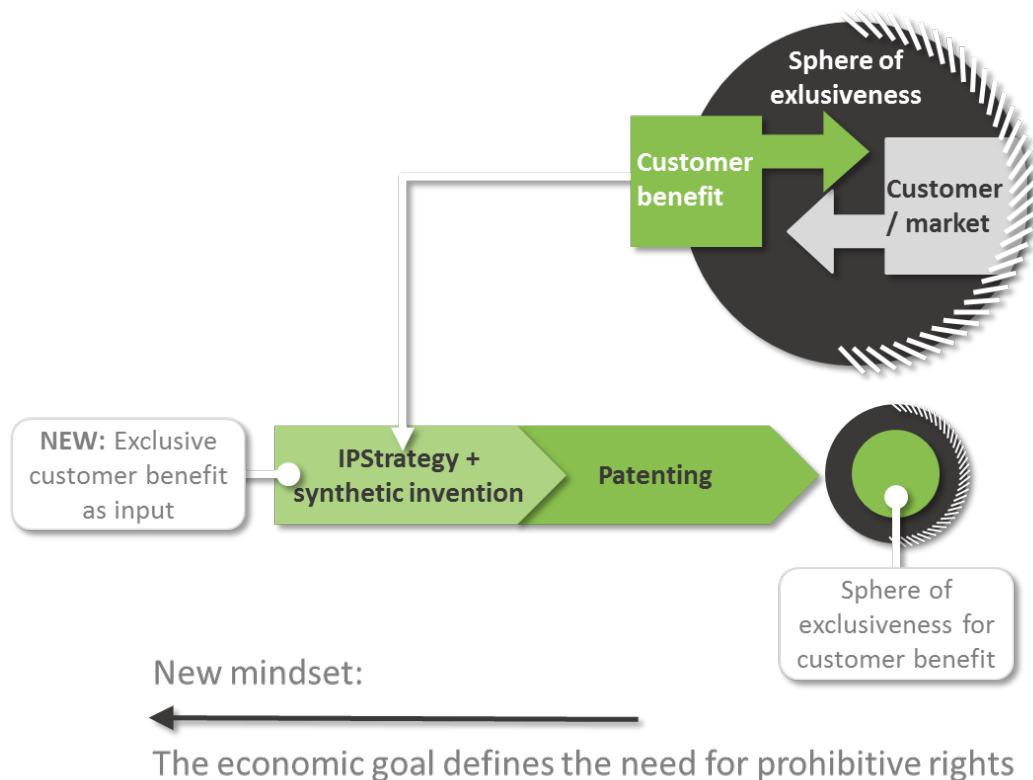 Sphere of
exlusiveness
Customer
benefit
Customer
/ market
NEW: Exclusive
customer benefit
as input
IPStrategy +
synthetic invention
Patenting
Sphere of
exclusiveness for
customer benefit
New mindset:
The economic goal defines the need for prohibitive rights